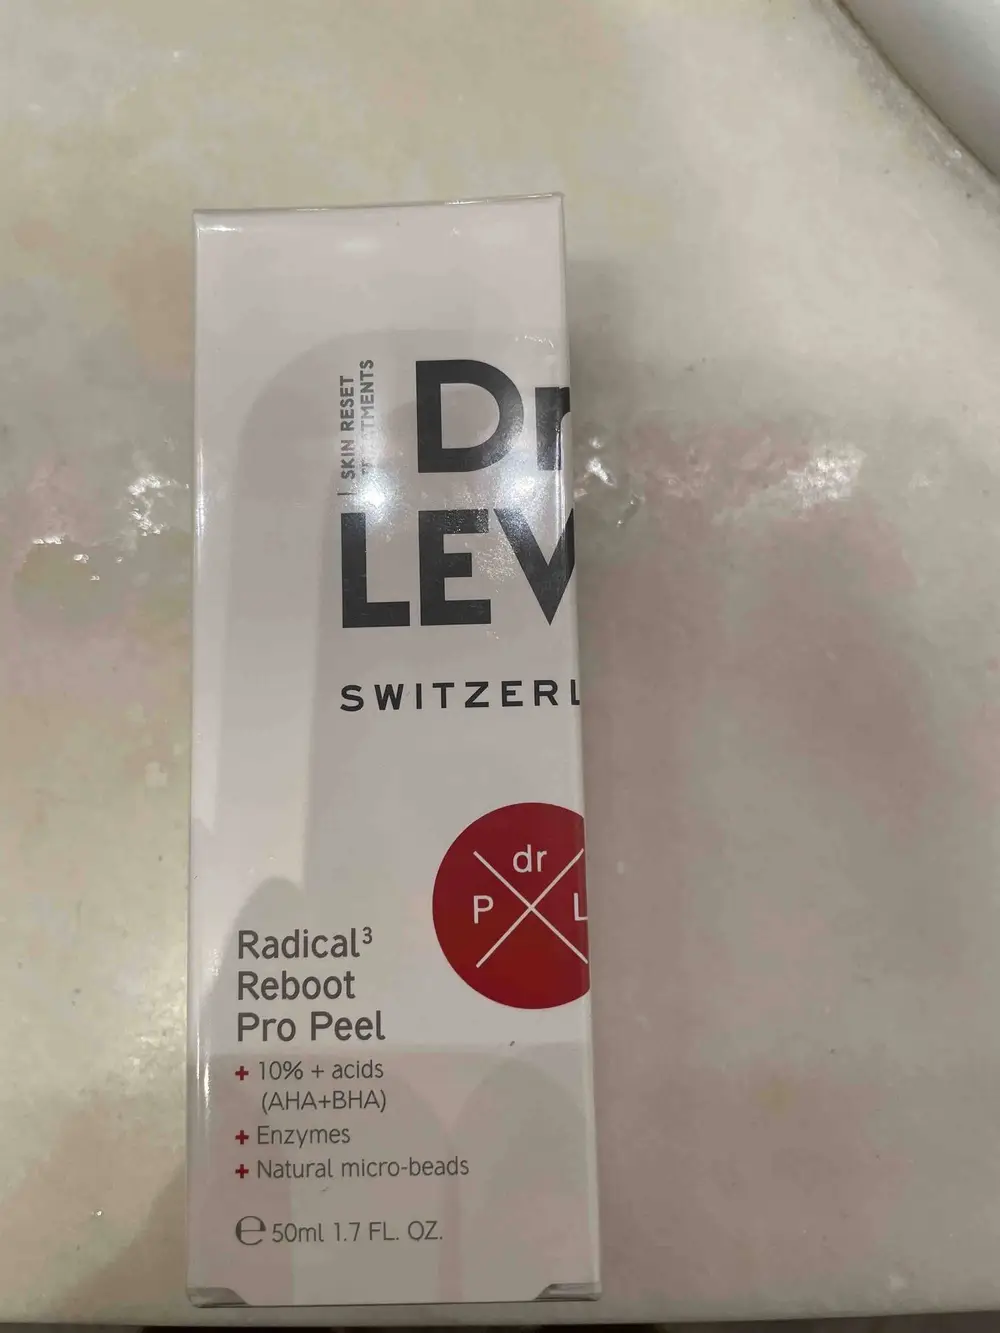 SKIN RESET
TREATMENTS
Dr
LEV
SWITZERL
dr
P L
Radical³
Reboot
Pro Peel
+ 10% + acids
(AHA+BHA)
+ Enzymes
+ Natural micro-beads
℮ 50ml 1.7 FL. OZ.